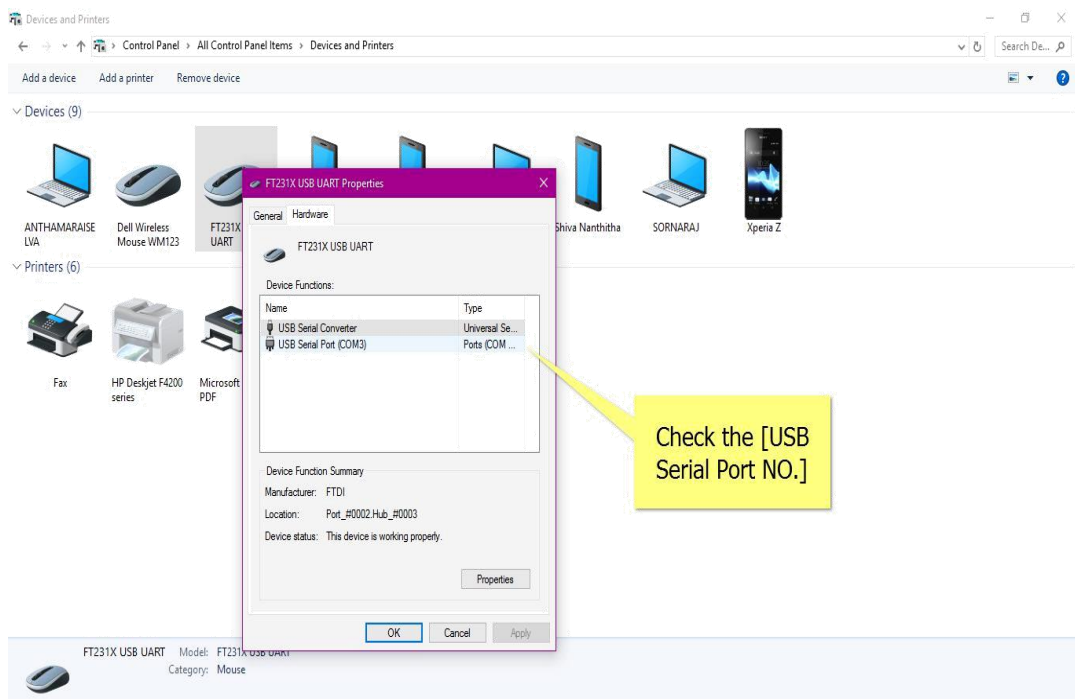 Devices and Printers
Control Panel > All Control Panel Items > Devices and Printers
Search De...
Add a device Add a printer Remove device
Devices (9)
ANTHAMARAISE
LVA
Dell Wireless
Mouse WM123
FT231X
UART
Shiva Nanthitha
SORNARAJ
Xperia Z
Printers (6)
Fax
HP Deskjet F4200
series
Microsoft
PDF
FT231X USB UART Properties
General Hardware
FT231X USB UART
Device Functions:
Name Type
USB Serial Converter Universal Se...
USB Serial Port (COM3) Ports (COM ...
Device Function Summary
Manufacturer: FTDI
Location: Port_#0002.Hub_#0003
Device status: This device is working properly.
Properties
OK Cancel Apply
Check the [USB
Serial Port NO.]
FT231X USB UART Model: FT231X USB UART
Category: Mouse